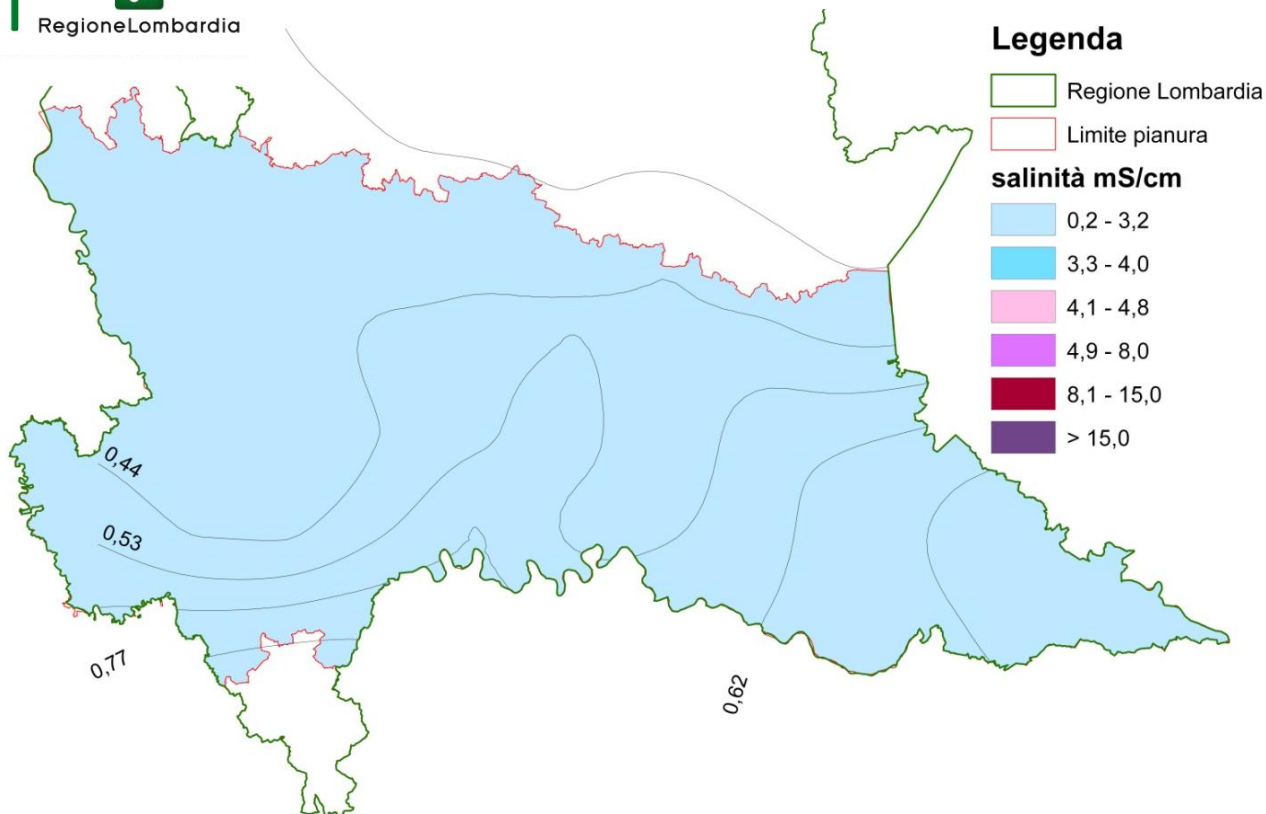 RegioneLombardia
Legenda
Regione Lombardia
Limite pianura
salinità mS/cm
0,2 - 3,2
3,3 - 4,0
4,1 - 4,8
4,9 - 8,0
8,1 - 15,0
> 15,0
0,44
0,53
0,77
0,62